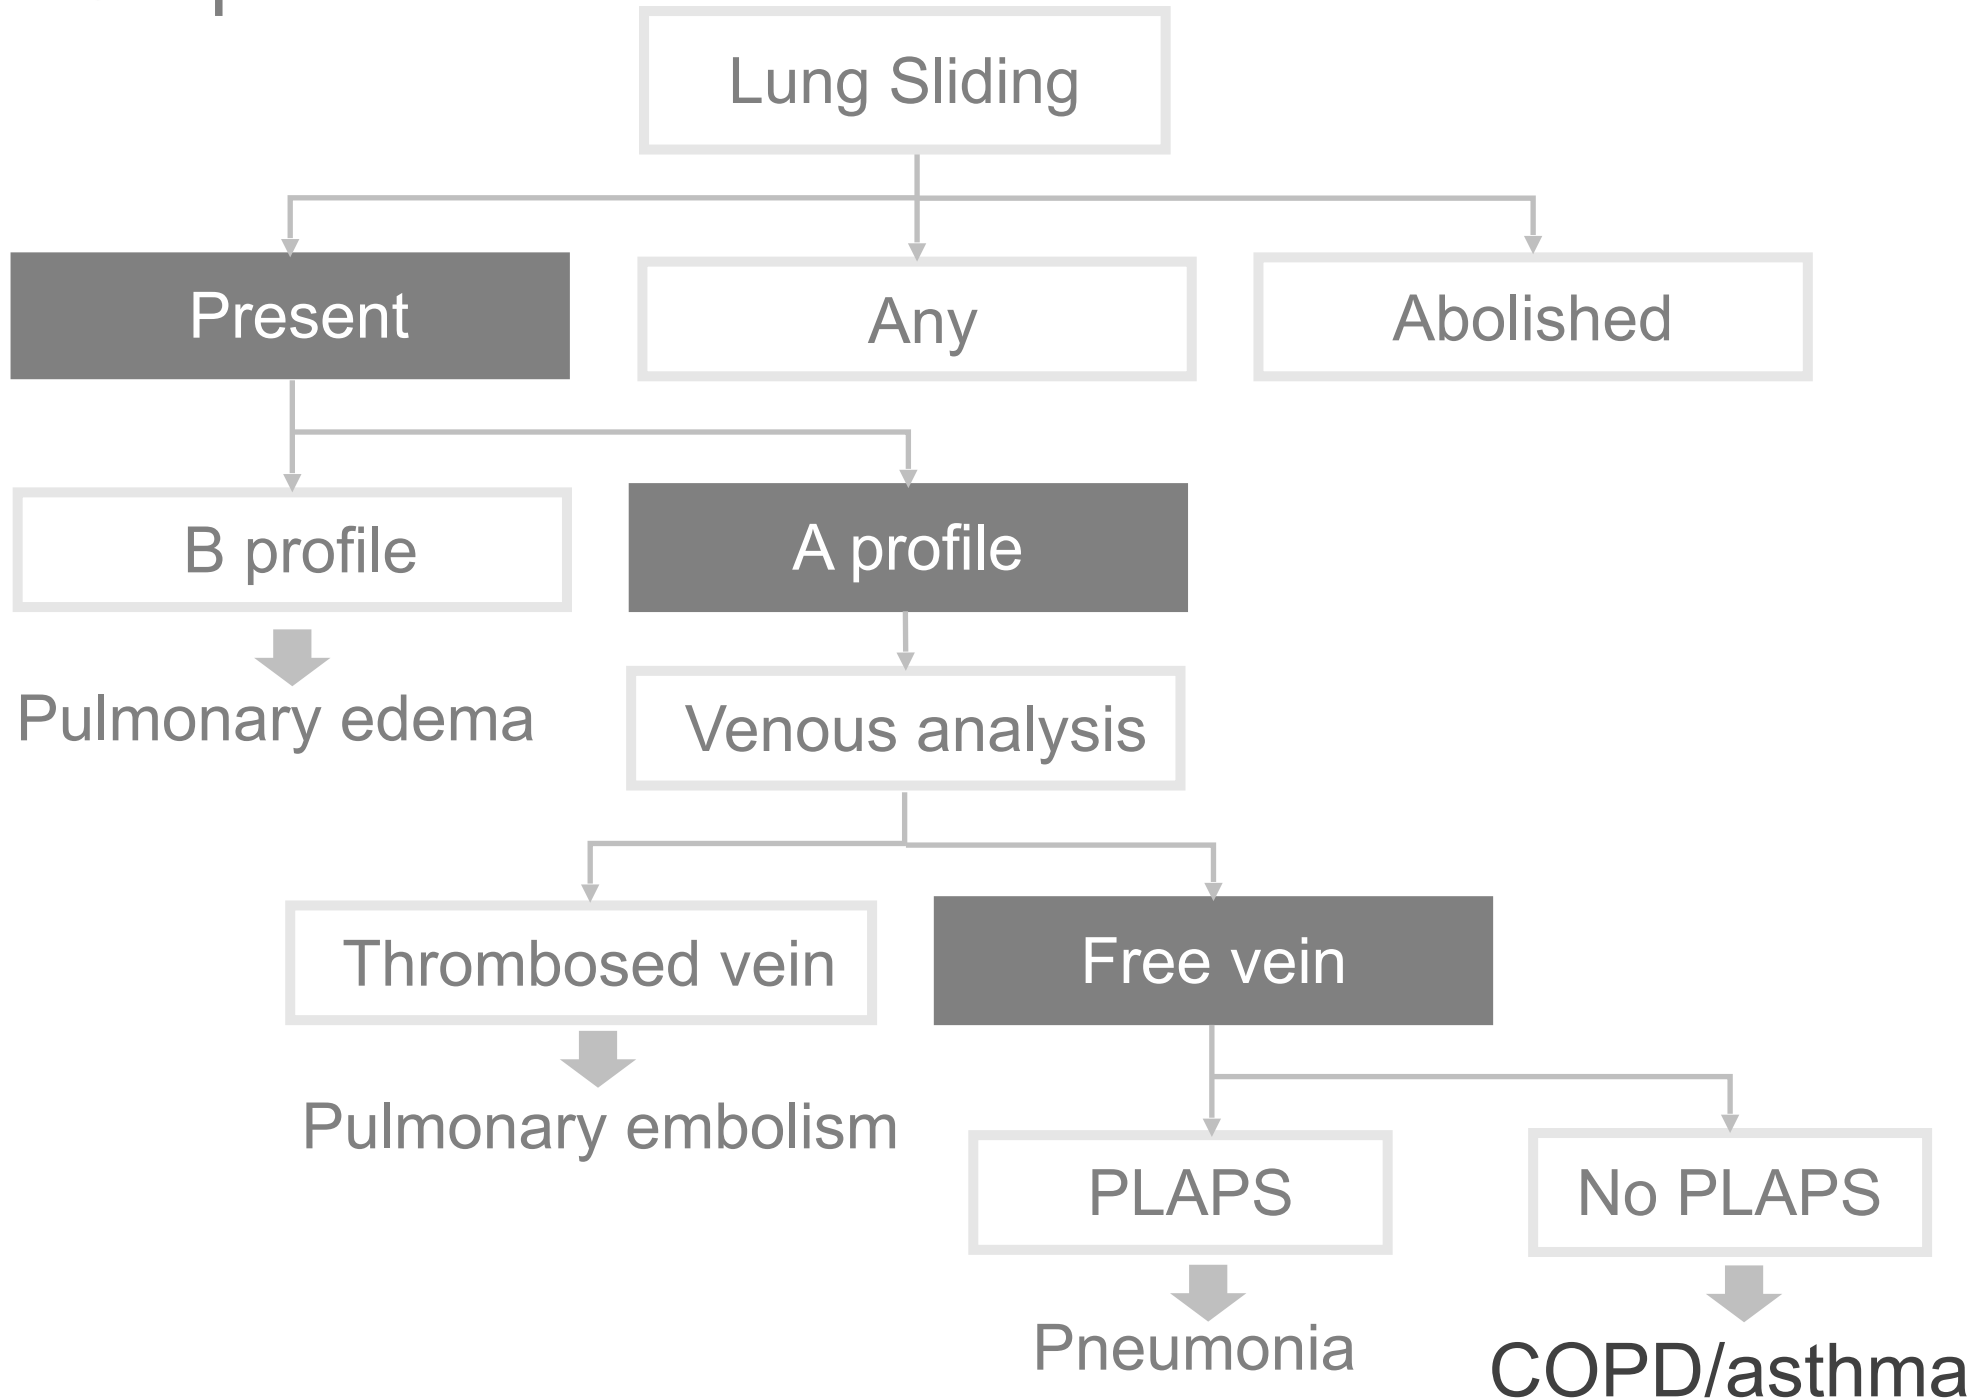 Lung Sliding
Present
Any
Abolished
B profile
A profile
Pulmonary edema
Venous analysis
Thrombosed vein
Free vein
Pulmonary embolism
PLAPS
No PLAPS
Pneumonia
COPD/asthma